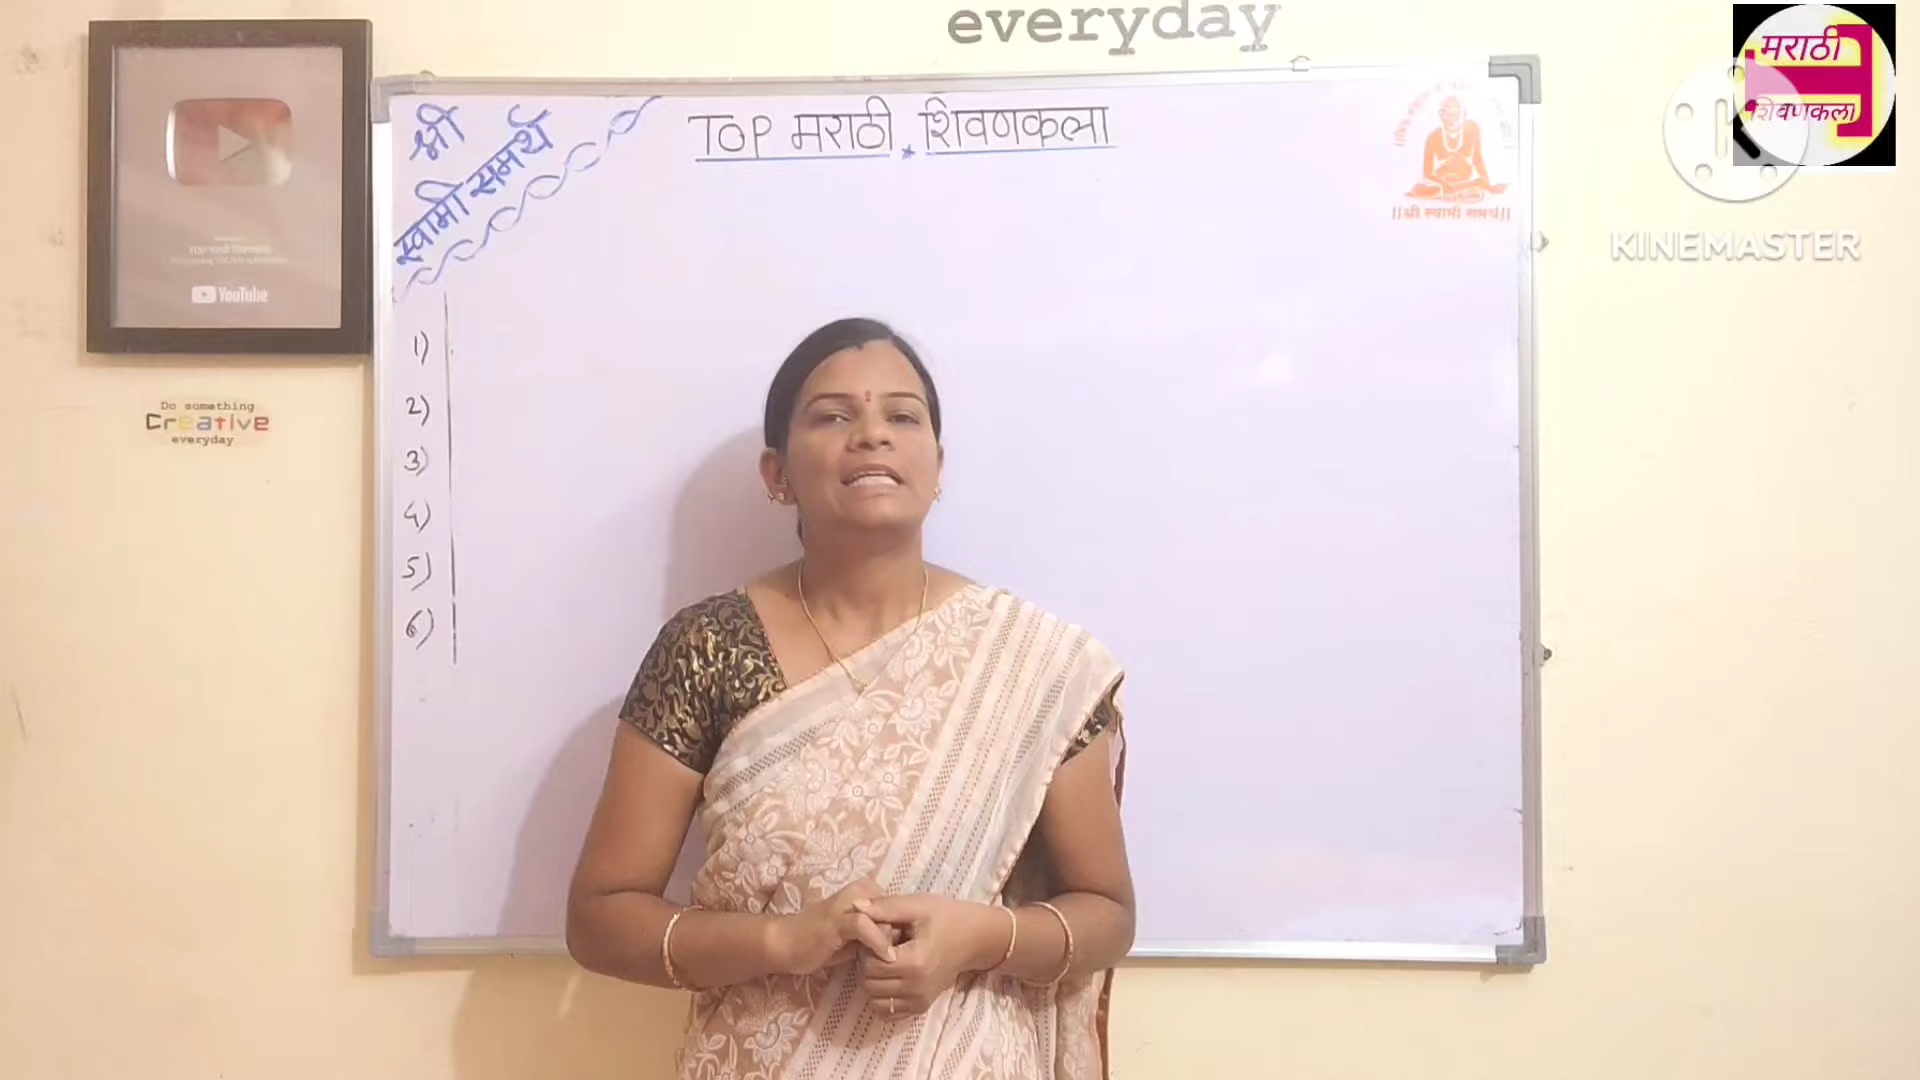 everyday
TOP मराठी * शिवणकला
श्री
स्वामी समर्थ
1)
2)
3)
4)
5)
6)
||श्री स्वामी समर्थ||
YouTube
Do something
Creative
everyday
मराठी
शिवणकला
KINEMASTER